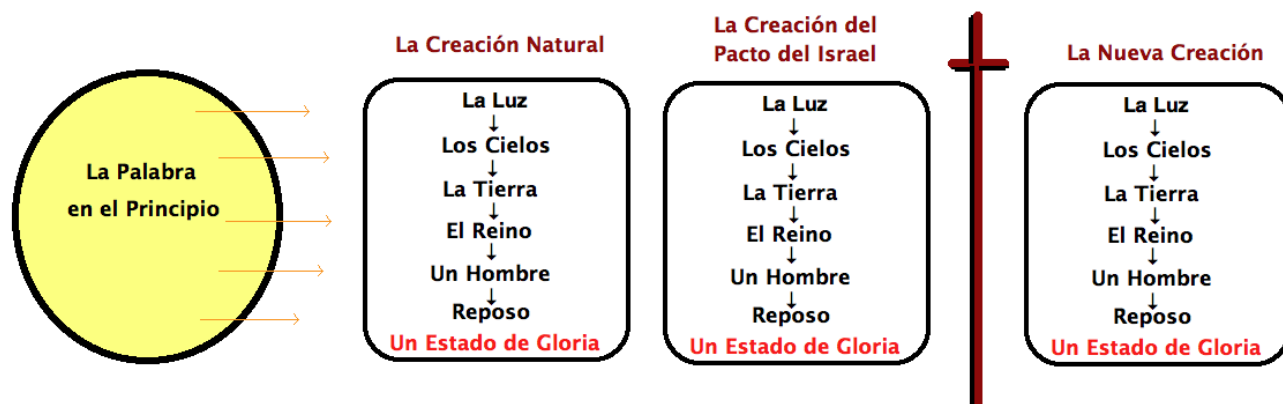 La Palabra
en el Principio
La Creación Natural
La Luz
↓
Los Cielos
↓
La Tierra
↓
El Reino
↓
Un Hombre
↓
Reposo
Un Estado de Gloria
La Creación del
Pacto del Israel
La Luz
↓
Los Cielos
↓
La Tierra
↓
El Reino
↓
Un Hombre
↓
Reposo
Un Estado de Gloria
La Nueva Creación
La Luz
↓
Los Cielos
↓
La Tierra
↓
El Reino
↓
Un Hombre
↓
Reposo
Un Estado de Gloria